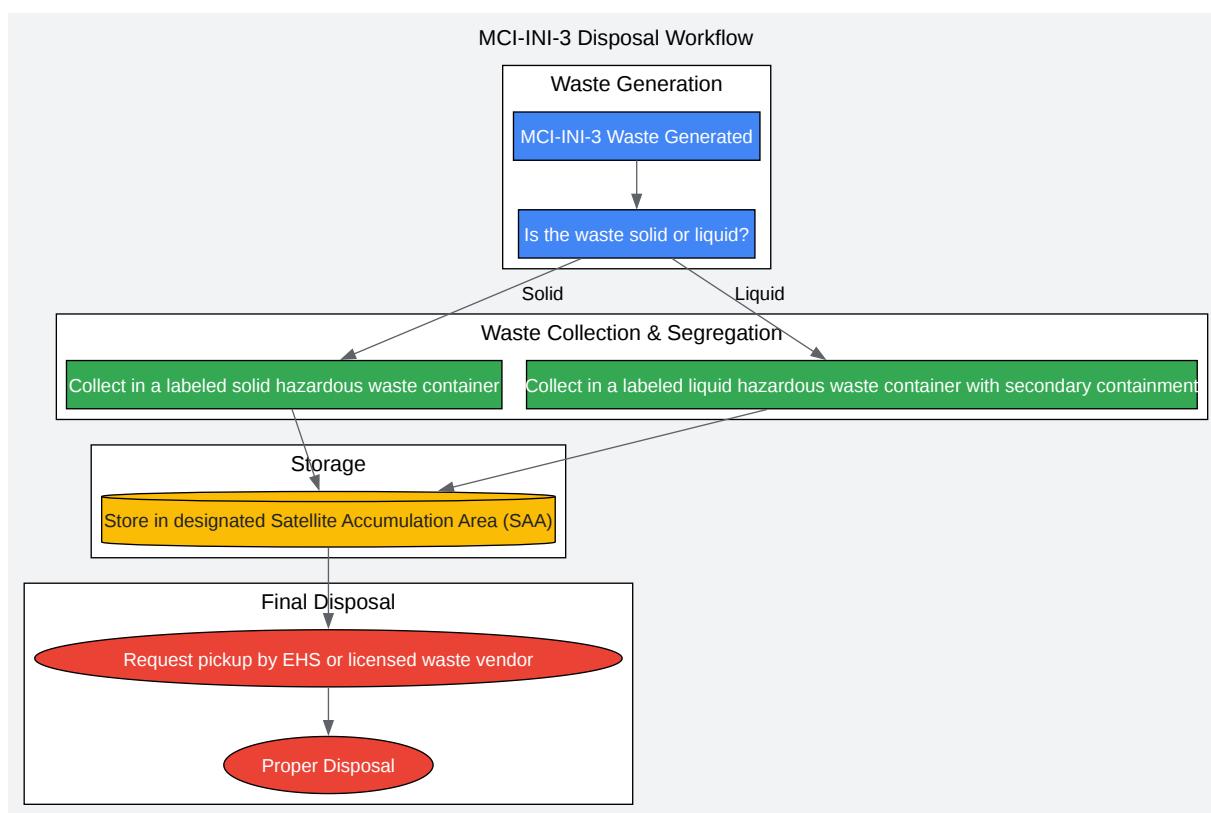 MCI-INI-3 Disposal Workflow
Waste Generation
MCI-INI-3 Waste Generated
Is the waste solid or liquid?
Solid
Liquid
Waste Collection & Segregation
Collect in a labeled solid hazardous waste container
Collect in a labeled liquid hazardous waste container with secondary containment
Storage
Store in designated Satellite Accumulation Area (SAA)
Final Disposal
Request pickup by EHS or licensed waste vendor
Proper Disposal